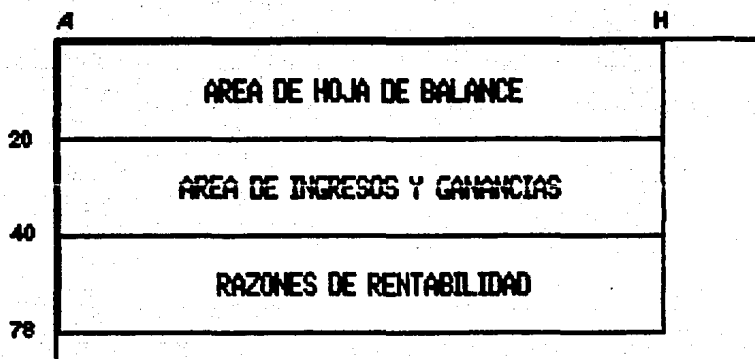 A H
AREA DE HOJA DE BALANCE
20
AREA DE INGRESOS Y GANANCIAS
40
RAZONES DE RENTABILIDAD
78